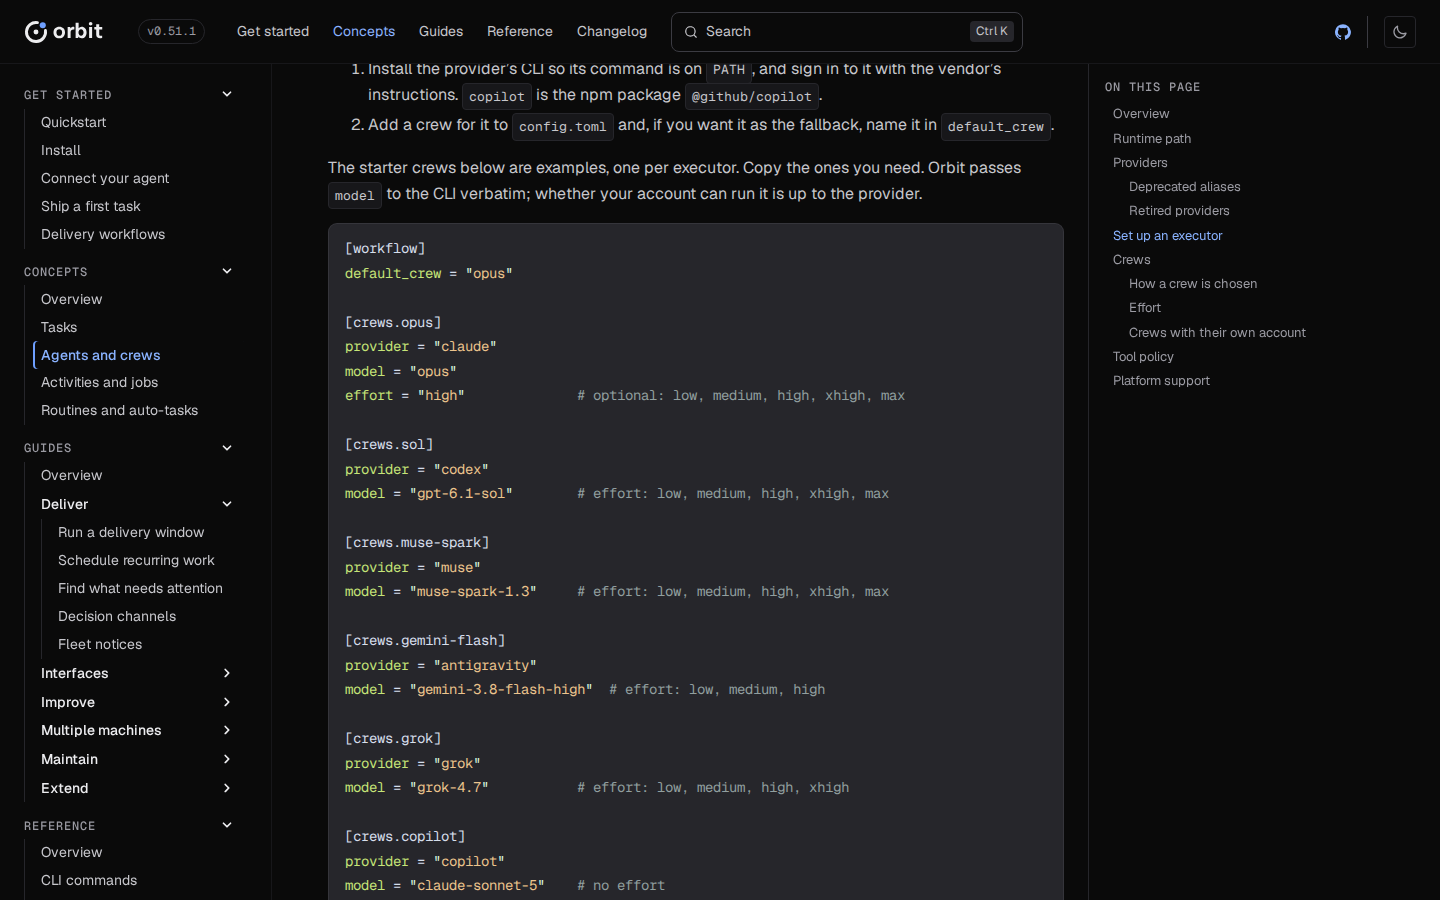 orbit
v0.51.1
Get started
Concepts
Guides
Reference
Changelog
Search
Ctrl K
GET STARTED
Quickstart
Install
Connect your agent
Ship a first task
Delivery workflows
CONCEPTS
Overview
Tasks
Agents and crews
Activities and jobs
Routines and auto-tasks
GUIDES
Overview
Deliver
Run a delivery window
Schedule recurring work
Find what needs attention
Decision channels
Fleet notices
Interfaces
Improve
Multiple machines
Maintain
Extend
REFERENCE
Overview
CLI commands
1. Install the provider's CLI so its command is on PATH, and sign in to it with the vendor's
instructions. copilot is the npm package @github/copilot.
2. Add a crew for it to config.toml and, if you want it as the fallback, name it in default_crew.
The starter crews below are examples, one per executor. Copy the ones you need. Orbit passes
model to the CLI verbatim; whether your account can run it is up to the provider.
[workflow]
default_crew = "opus"
[crews.opus]
provider = "claude"
model = "opus"
effort = "high" # optional: low, medium, high, xhigh, max
[crews.sol]
provider = "codex"
model = "gpt-6.1-sol" # effort: low, medium, high, xhigh, max
[crews.muse-spark]
provider = "muse"
model = "muse-spark-1.3" # effort: low, medium, high, xhigh, max
[crews.gemini-flash]
provider = "antigravity"
model = "gemini-3.8-flash-high" # effort: low, medium, high
[crews.grok]
provider = "grok"
model = "grok-4.7" # effort: low, medium, high, xhigh
[crews.copilot]
provider = "copilot"
model = "claude-sonnet-5" # no effort
ON THIS PAGE
Overview
Runtime path
Providers
Deprecated aliases
Retired providers
Set up an executor
Crews
How a crew is chosen
Effort
Crews with their own account
Tool policy
Platform support